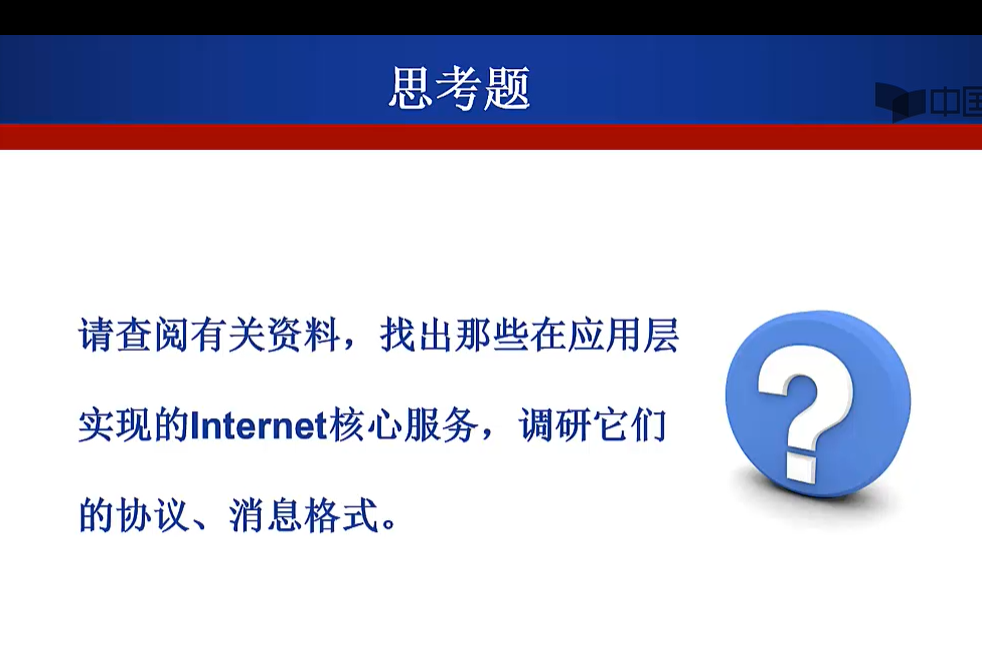 思考题
中国
请查阅有关资料，找出那些在应用层
实现的Internet核心服务，调研它们
的协议、消息格式。